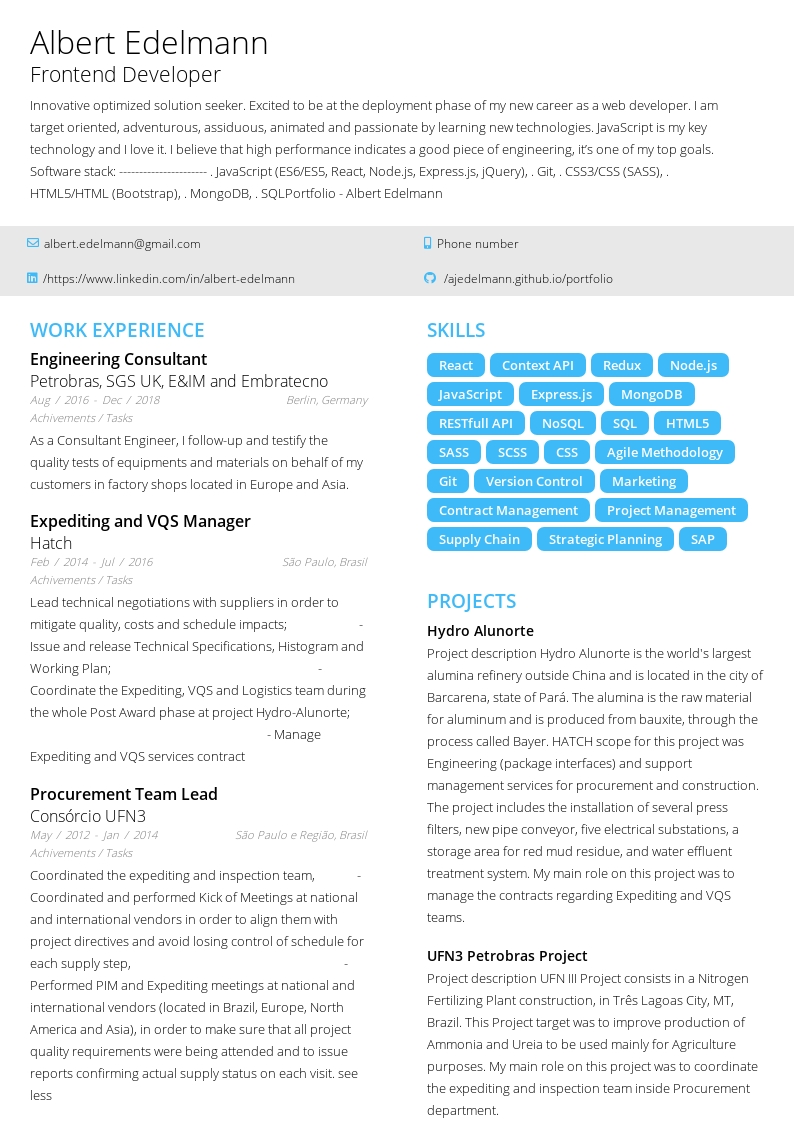 Albert Edelmann
Frontend Developer
Innovative optimized solution seeker. Excited to be at the deployment phase of my new career as a web developer. I am
target oriented, adventurous, assiduous, animated and passionate by learning new technologies. JavaScript is my key
technology and I love it. I believe that high performance indicates a good piece of engineering, it’s one of my top goals.
Software stack: ---------------------- . JavaScript (ES6/ES5, React, Node.js, Express.js, jQuery), . Git, . CSS3/CSS (SASS), .
HTML5/HTML (Bootstrap), . MongoDB, . SQLPortfolio - Albert Edelmann
albert.edelmann@gmail.com
Phone number
/https://www.linkedin.com/in/albert-edelmann
/ajedelmann.github.io/portfolio
WORK EXPERIENCE
Engineering Consultant
Petrobras, SGS UK, E&IM and Embratecno
Aug / 2016 - Dec / 2018 Berlin, Germany
Achivements / Tasks
As a Consultant Engineer, I follow-up and testify the
quality tests of equipments and materials on behalf of my
customers in factory shops located in Europe and Asia.
Expediting and VQS Manager
Hatch
Feb / 2014 - Jul / 2016 São Paulo, Brasil
Achivements / Tasks
Lead technical negotiations with suppliers in order to
mitigate quality, costs and schedule impacts; -
Issue and release Technical Specifications, Histogram and
Working Plan; -
Coordinate the Expediting, VQS and Logistics team during
the whole Post Award phase at project Hydro-Alunorte;
- Manage
Expediting and VQS services contract
Procurement Team Lead
Consórcio UFN3
May / 2012 - Jan / 2014 São Paulo e Região, Brasil
Achivements / Tasks
Coordinated the expediting and inspection team, -
Coordinated and performed Kick of Meetings at national
and international vendors in order to align them with
project directives and avoid losing control of schedule for
each supply step, -
Performed PIM and Expediting meetings at national and
international vendors (located in Brazil, Europe, North
America and Asia), in order to make sure that all project
quality requirements were being attended and to issue
reports confirming actual supply status on each visit. see
less
SKILLS
React Context API Redux Node.js
JavaScript Express.js MongoDB
RESTfull API NoSQL SQL HTML5
SASS SCSS CSS Agile Methodology
Git Version Control Marketing
Contract Management Project Management
Supply Chain Strategic Planning SAP
PROJECTS
Hydro Alunorte
Project description Hydro Alunorte is the world's largest
alumina refinery outside China and is located in the city of
Barcarena, state of Pará. The alumina is the raw material
for aluminum and is produced from bauxite, through the
process called Bayer. HATCH scope for this project was
Engineering (package interfaces) and support
management services for procurement and construction.
The project includes the installation of several press
filters, new pipe conveyor, five electrical substations, a
storage area for red mud residue, and water effluent
treatment system. My main role on this project was to
manage the contracts regarding Expediting and VQS
teams.
UFN3 Petrobras Project
Project description UFN III Project consists in a Nitrogen
Fertilizing Plant construction, in Três Lagoas City, MT,
Brazil. This Project target was to improve production of
Ammonia and Ureia to be used mainly for Agriculture
purposes. My main role on this project was to coordinate
the expediting and inspection team inside Procurement
department.